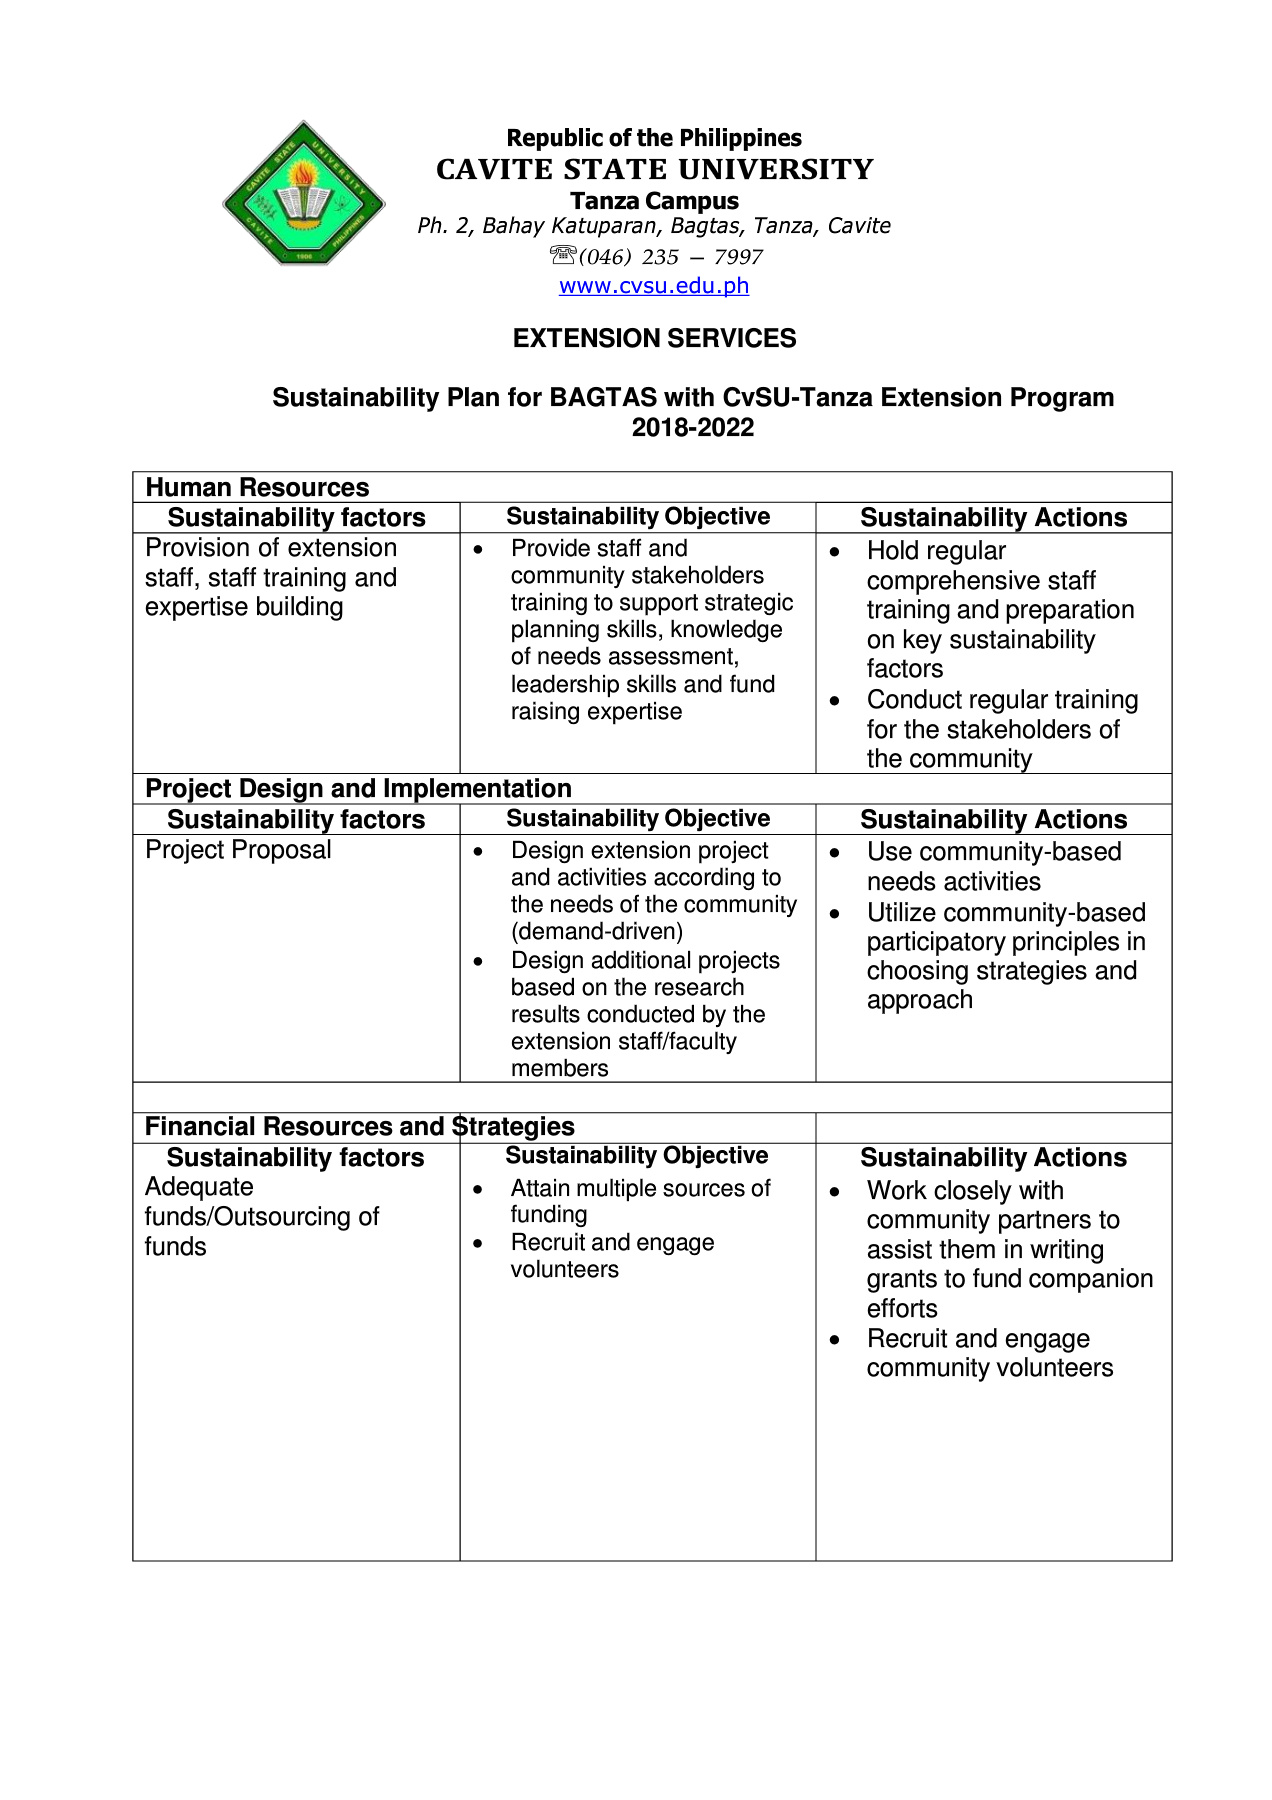 CAVITE STATE UNIVERSITY
CAVITE PHILIPPINES
1906
Republic of the Philippines
CAVITE STATE UNIVERSITY
Tanza Campus
Ph. 2, Bahay Katuparan, Bagtas, Tanza, Cavite
☏(046) 235 – 7997
www.cvsu.edu.ph
EXTENSION SERVICES
Sustainability Plan for BAGTAS with CvSU-Tanza Extension Program
2018-2022
Human Resources
Sustainability factors
Sustainability Objective
Sustainability Actions
Provision of extension
staff, staff training and
expertise building
• Provide staff and
community stakeholders
training to support strategic
planning skills, knowledge
of needs assessment,
leadership skills and fund
raising expertise
• Hold regular
comprehensive staff
training and preparation
on key sustainability
factors
• Conduct regular training
for the stakeholders of
the community
Project Design and Implementation
Sustainability factors
Sustainability Objective
Sustainability Actions
Project Proposal
• Design extension project
and activities according to
the needs of the community
(demand-driven)
• Design additional projects
based on the research
results conducted by the
extension staff/faculty
members
• Use community-based
needs activities
• Utilize community-based
participatory principles in
choosing strategies and
approach
Financial Resources and Strategies
Sustainability factors
Sustainability Objective
Sustainability Actions
Adequate
funds/Outsourcing of
funds
• Attain multiple sources of
funding
• Recruit and engage
volunteers
• Work closely with
community partners to
assist them in writing
grants to fund companion
efforts
• Recruit and engage
community volunteers